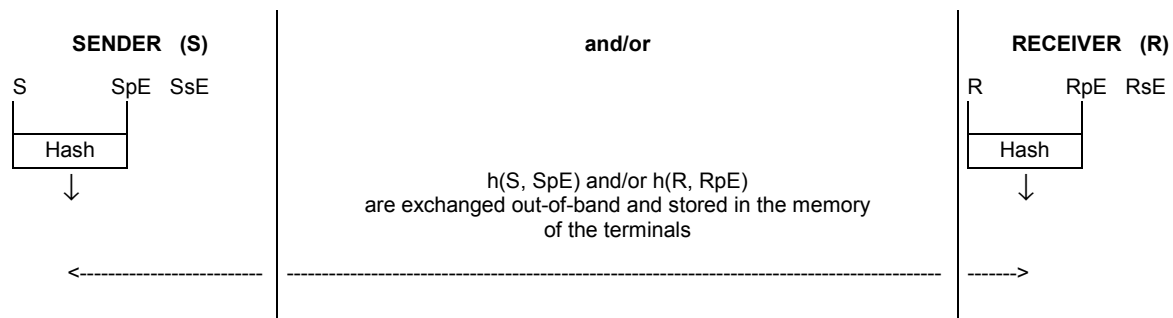 SENDER (S) and/or RECEIVER (R)
S SpE SsE R RpE RsE
Hash Hash
↓ ↓
h(S, SpE) and/or h(R, RpE)
are exchanged out-of-band and stored in the memory
of the terminals
<-------------------------- --------------------------------------------------------------------------------------------- ------->